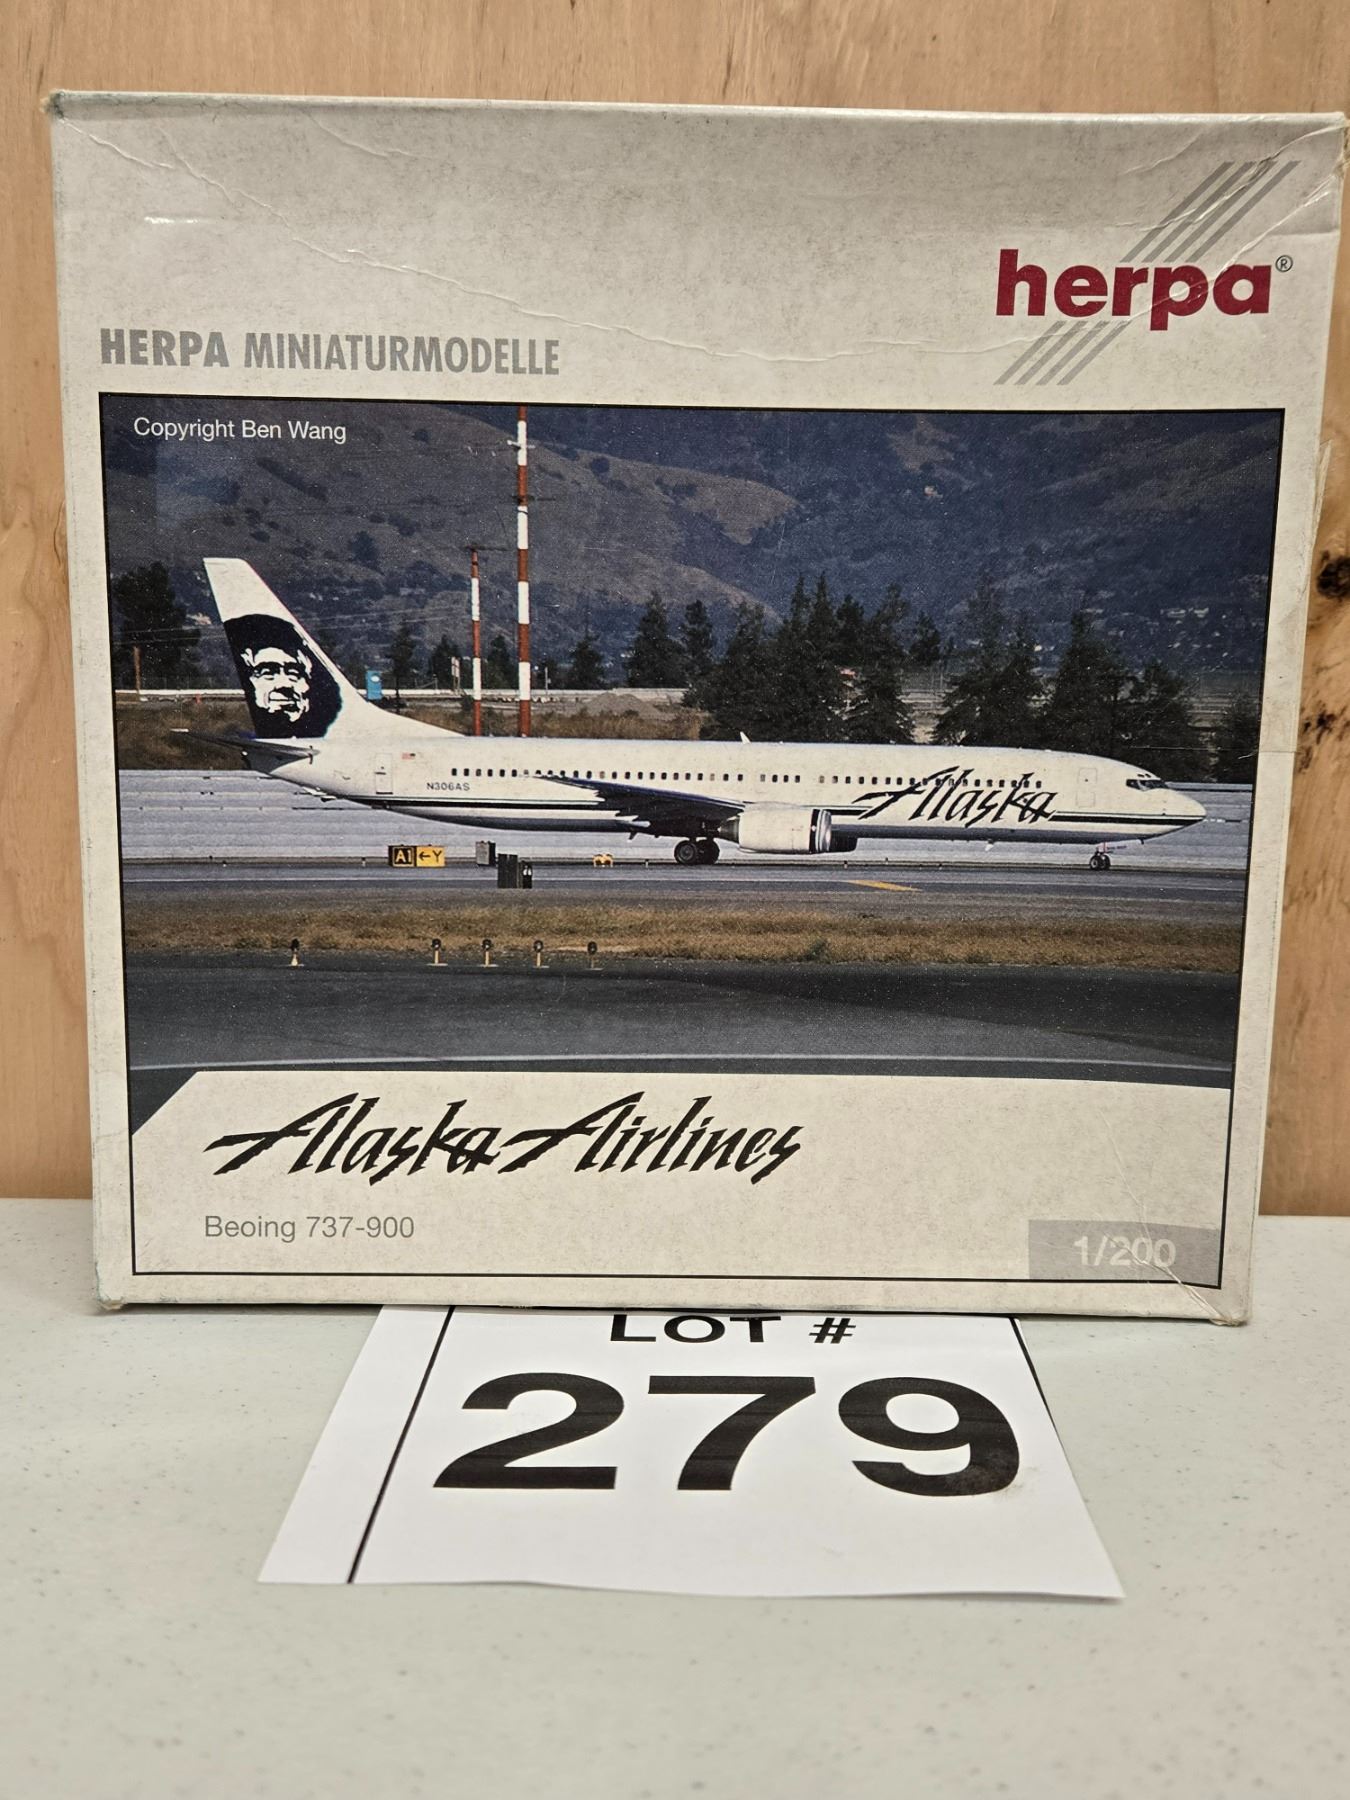 herpa®
HERPA MINIATURMODELLE
Copyright Ben Wang
N306AS
Alaska
A1 ←Y
Alaska Airlines
Beoing 737-900
1/200
LOT #
279